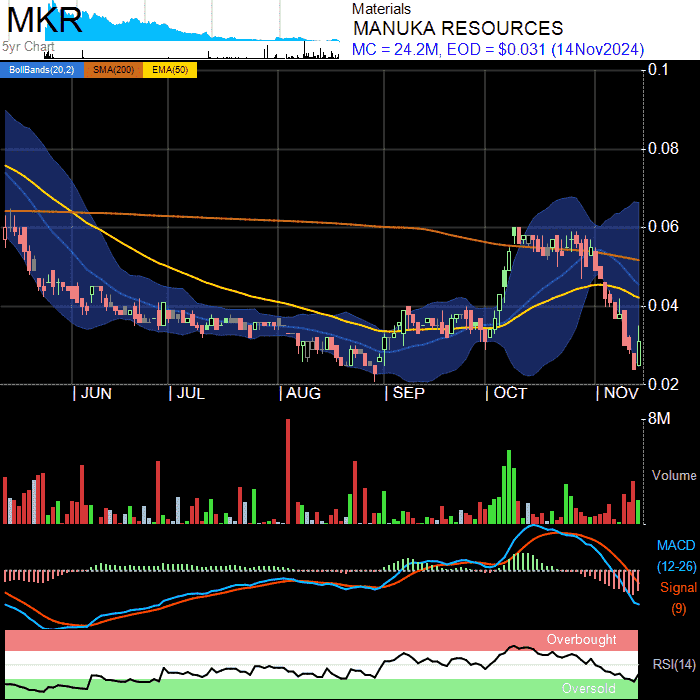 MKR
5yr Chart
Materials
MANUKA RESOURCES
MC = 24.2M, EOD = $0.031 (14Nov2024)
BollBands(20,2) SMA(200) EMA(50)
0.1
0.08
0.06
0.04
0.02
| JUN | JUL | AUG | SEP | OCT | NOV
8M
Volume
MACD
(12-26)
Signal
(9)
Overbought
RSI(14)
Oversold